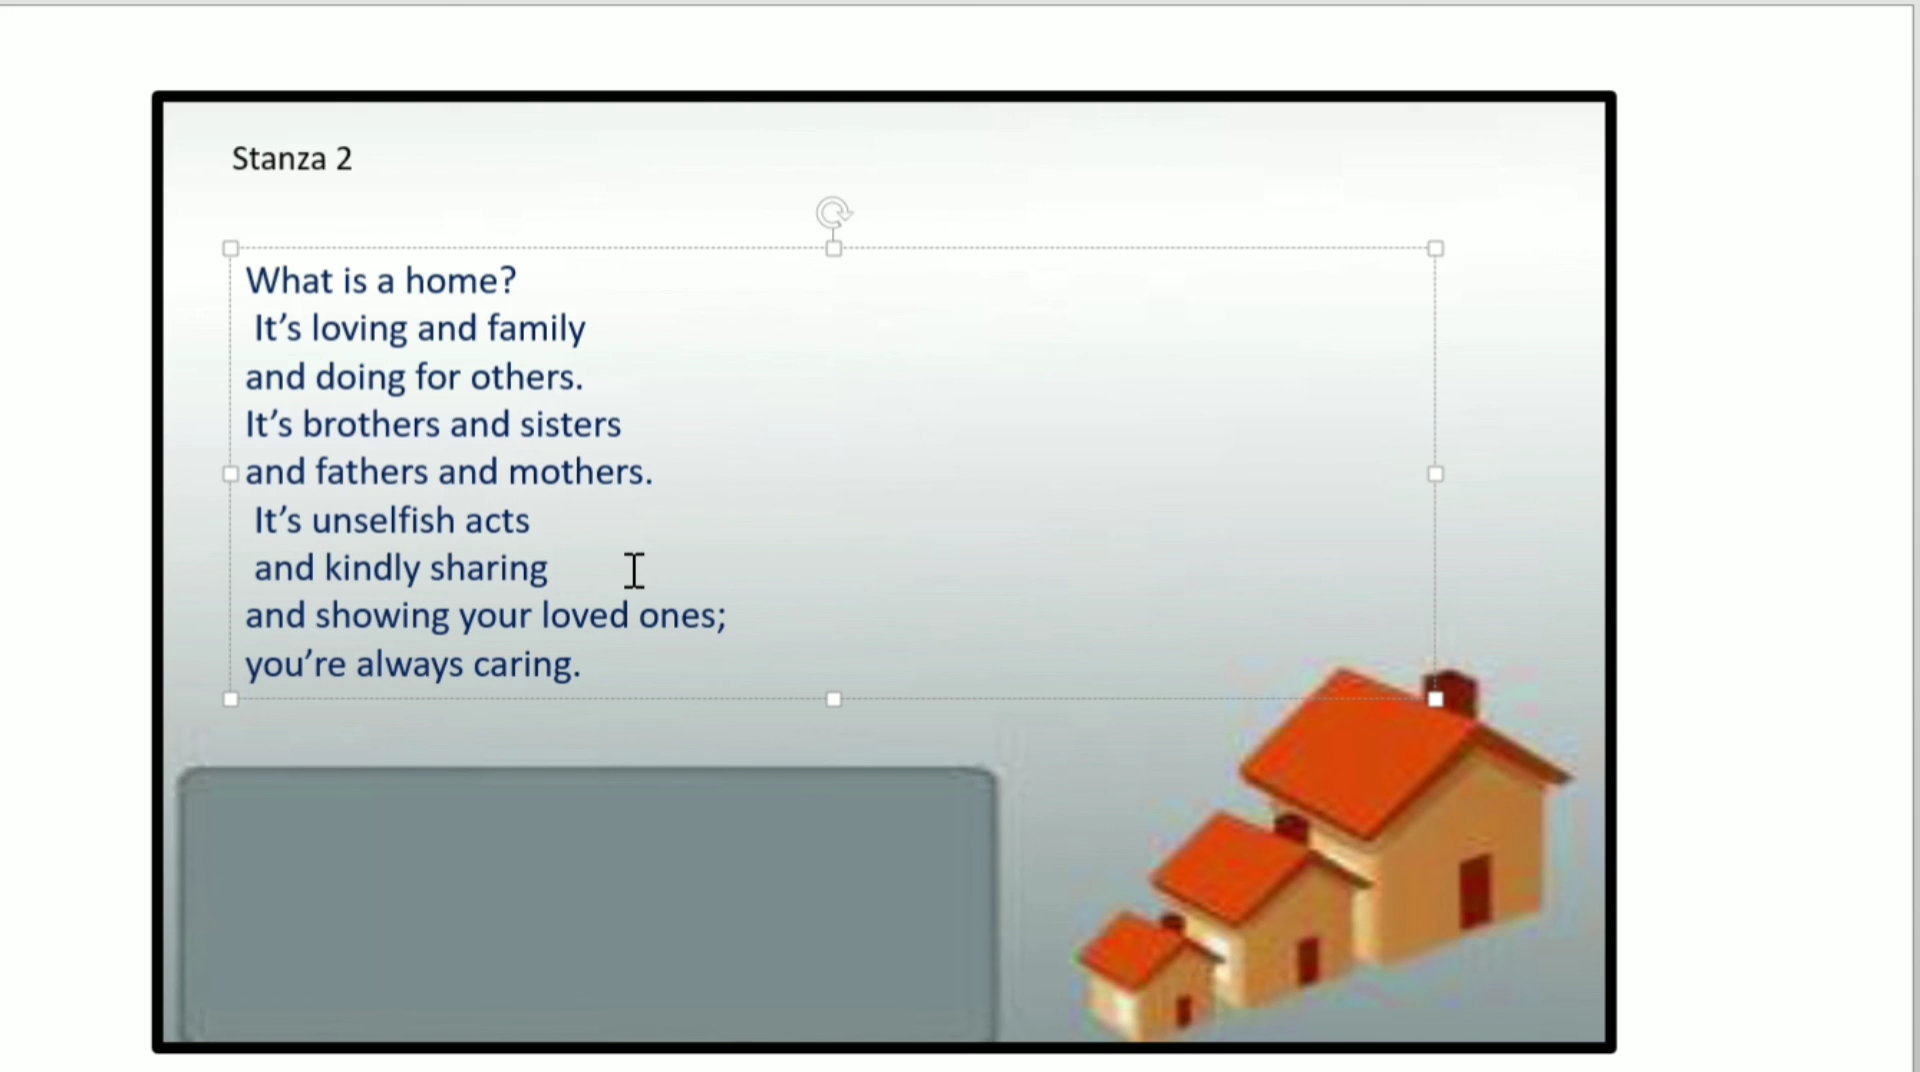 Stanza 2
What is a home?
It’s loving and family
and doing for others.
It’s brothers and sisters
and fathers and mothers.
It’s unselfish acts
and kindly sharing
and showing your loved ones;
you’re always caring.